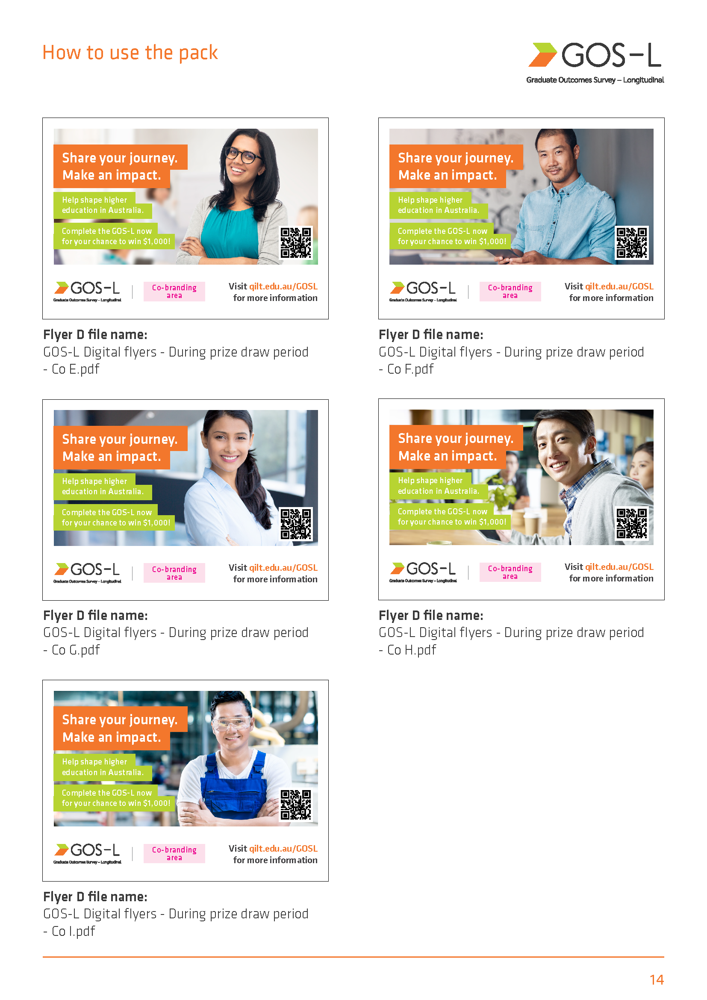 How to use the pack
GOS-L
Graduate Outcomes Survey – Longitudinal
Share your journey.
Make an impact.
Help shape higher
education in Australia.
Complete the GOS-L now
for your chance to win $1,000!
GOS-L
Graduate Outcomes Survey – Longitudinal
Co-branding
area
Visit qilt.edu.au/GOSL
for more information
Flyer D file name:
GOS-L Digital flyers - During prize draw period
- Co E.pdf
Share your journey.
Make an impact.
Help shape higher
education in Australia.
Complete the GOS-L now
for your chance to win $1,000!
GOS-L
Graduate Outcomes Survey – Longitudinal
Co-branding
area
Visit qilt.edu.au/GOSL
for more information
Flyer D file name:
GOS-L Digital flyers - During prize draw period
- Co F.pdf
Share your journey.
Make an impact.
Help shape higher
education in Australia.
Complete the GOS-L now
for your chance to win $1,000!
GOS-L
Graduate Outcomes Survey – Longitudinal
Co-branding
area
Visit qilt.edu.au/GOSL
for more information
Flyer D file name:
GOS-L Digital flyers - During prize draw period
- Co G.pdf
Share your journey.
Make an impact.
Help shape higher
education in Australia.
Complete the GOS-L now
for your chance to win $1,000!
GOS-L
Graduate Outcomes Survey – Longitudinal
Co-branding
area
Visit qilt.edu.au/GOSL
for more information
Flyer D file name:
GOS-L Digital flyers - During prize draw period
- Co H.pdf
Share your journey.
Make an impact.
Help shape higher
education in Australia.
Complete the GOS-L now
for your chance to win $1,000!
GOS-L
Graduate Outcomes Survey – Longitudinal
Co-branding
area
Visit qilt.edu.au/GOSL
for more information
Flyer D file name:
GOS-L Digital flyers - During prize draw period
- Co I.pdf
14